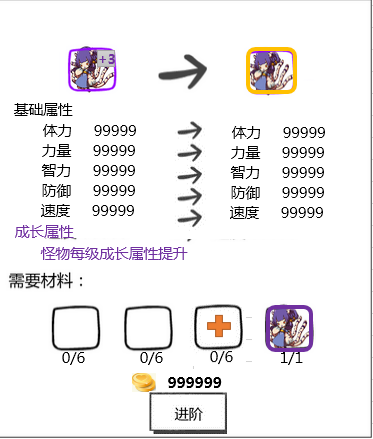 +3
基础属性
体力 99999 体力 99999
力量 99999 力量 99999
智力 99999 智力 99999
防御 99999 防御 99999
速度 99999 速度 99999
成长属性
怪物每级成长属性提升
需要材料：
0/6 0/6 0/6 1/1
999999
进阶